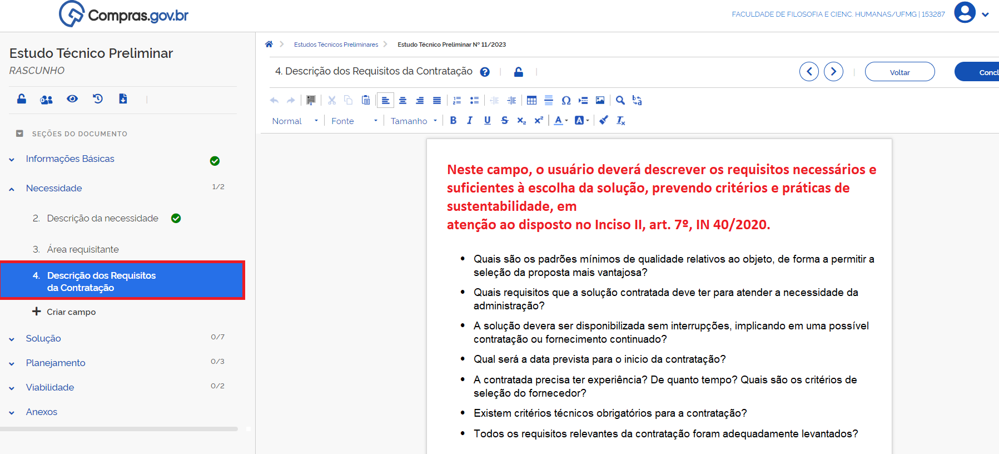 Compras.gov.br
FACULDADE DE FILOSOFIA E CIENC. HUMANAS/UFMG | 153287
Estudo Técnico Preliminar
RASCUNHO
SEÇÕES DO DOCUMENTO
Informações Básicas
Necessidade 1/2
2. Descrição da necessidade
3. Área requisitante
4. Descrição dos Requisitos
da Contratação
Criar campo
Solução 0/7
Planejamento 0/3
Viabilidade 0/2
Anexos
Estudos Técnicos Preliminares
Estudo Técnico Preliminar Nº 11/2023
4. Descrição dos Requisitos da Contratação
Voltar
Concl
Normal Fonte Tamanho B I U S x₂ x² A A Tx
Neste campo, o usuário deverá descrever os requisitos necessários e
suficientes à escolha da solução, prevendo critérios e práticas de
sustentabilidade, em
atenção ao disposto no Inciso II, art. 7º, IN 40/2020.
• Quais são os padrões mínimos de qualidade relativos ao objeto, de forma a permitir a
seleção da proposta mais vantajosa?
• Quais requisitos que a solução contratada deve ter para atender a necessidade da
administração?
• A solução devera ser disponibilizada sem interrupções, implicando em uma possível
contratação ou fornecimento continuado?
• Qual será a data prevista para o inicio da contratação?
• A contratada precisa ter experiência? De quanto tempo? Quais são os critérios de
seleção do fornecedor?
• Existem critérios técnicos obrigatórios para a contratação?
• Todos os requisitos relevantes da contratação foram adequadamente levantados?